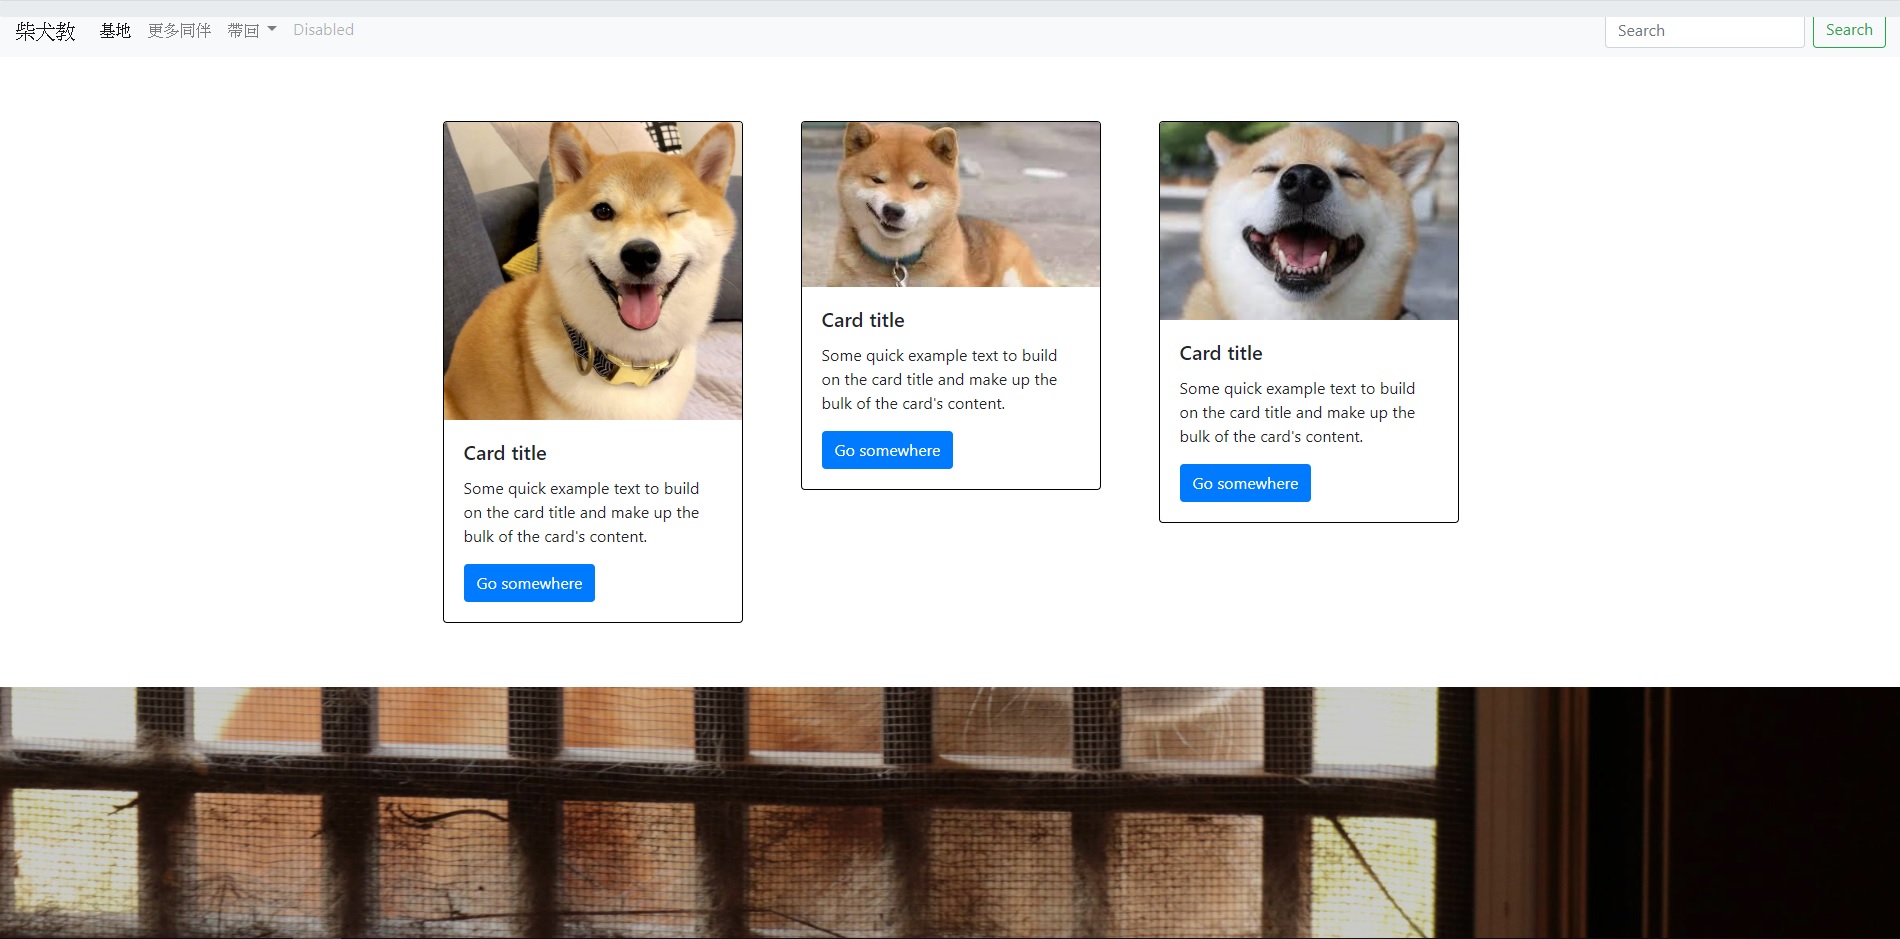 柴犬教 基地 更多同伴 帶回 Disabled Search Search
Card title
Some quick example text to build
on the card title and make up the
bulk of the card's content.
Go somewhere
Card title
Some quick example text to build
on the card title and make up the
bulk of the card's content.
Go somewhere
Card title
Some quick example text to build
on the card title and make up the
bulk of the card's content.
Go somewhere